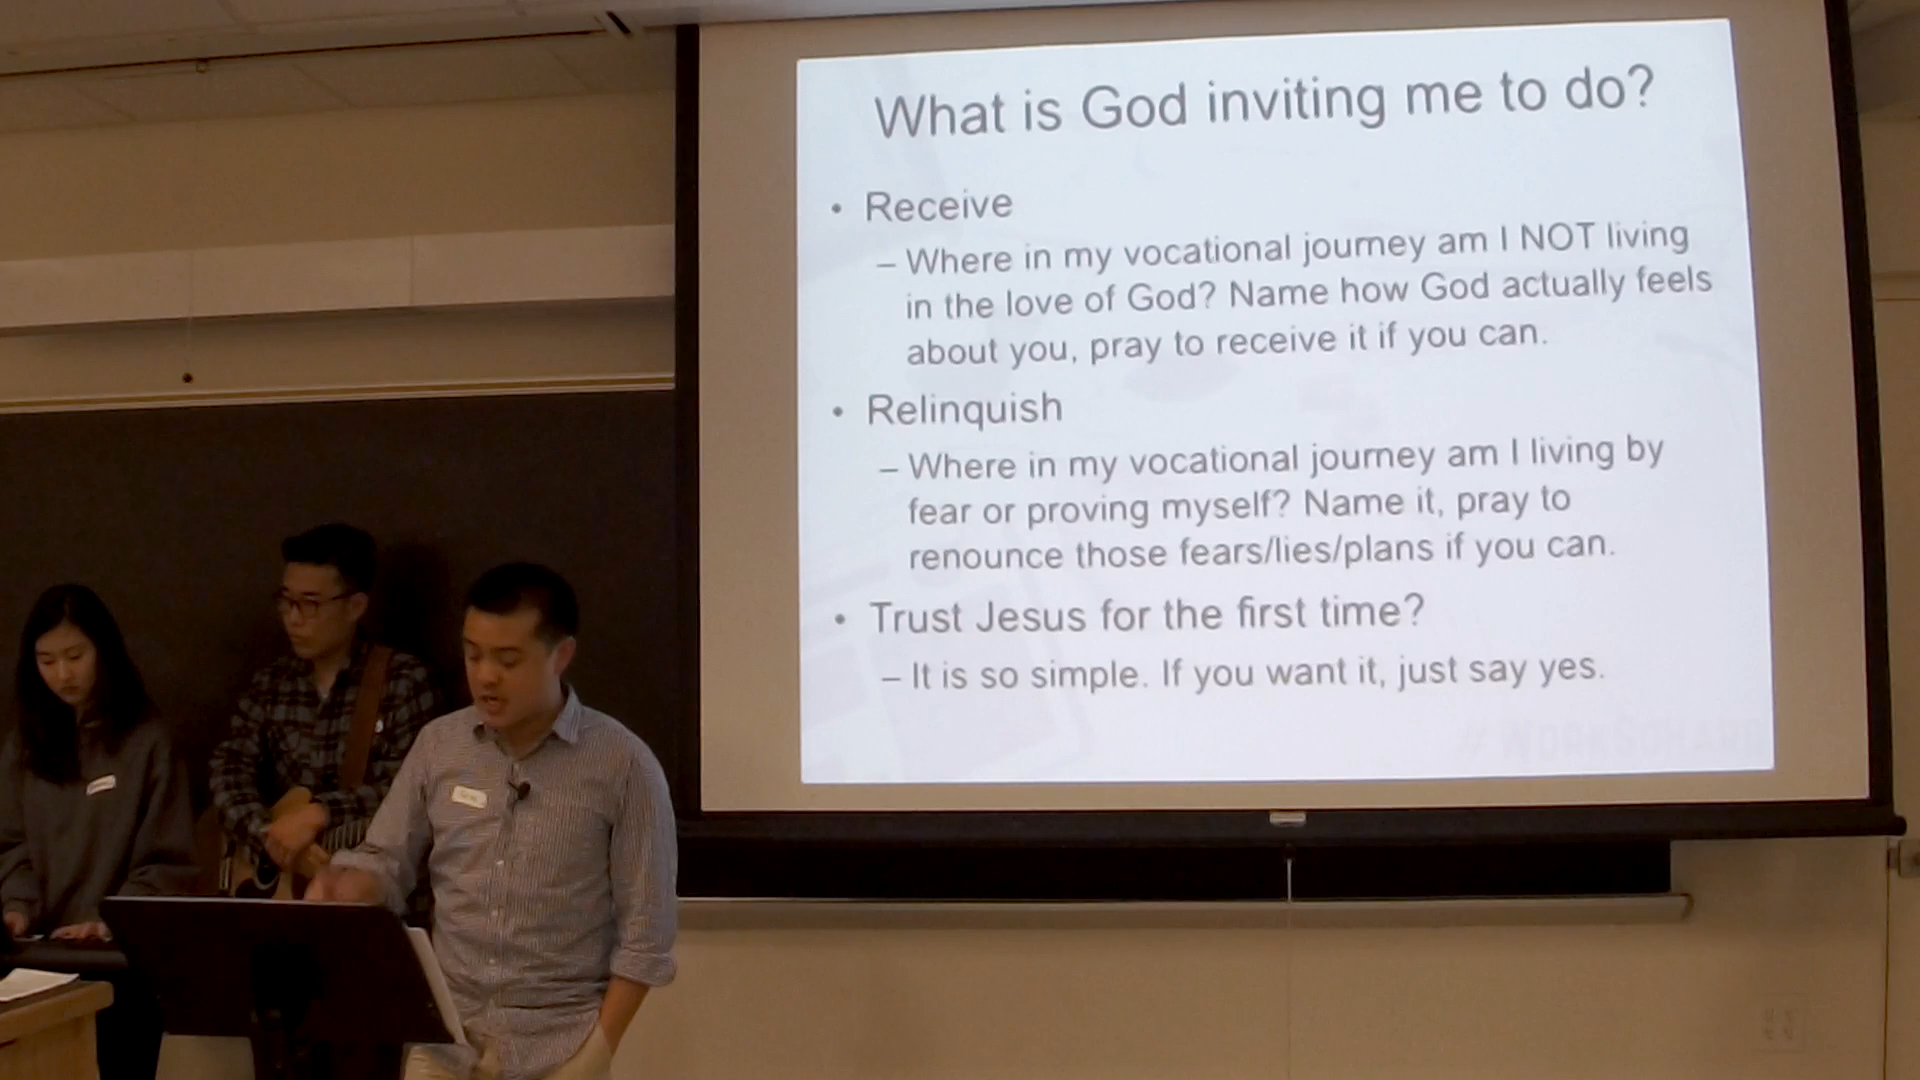 What is God inviting me to do?
• Receive
– Where in my vocational journey am I NOT living
in the love of God? Name how God actually feels
about you, pray to receive it if you can.
• Relinquish
– Where in my vocational journey am I living by
fear or proving myself? Name it, pray to
renounce those fears/lies/plans if you can.
• Trust Jesus for the first time?
– It is so simple. If you want it, just say yes.